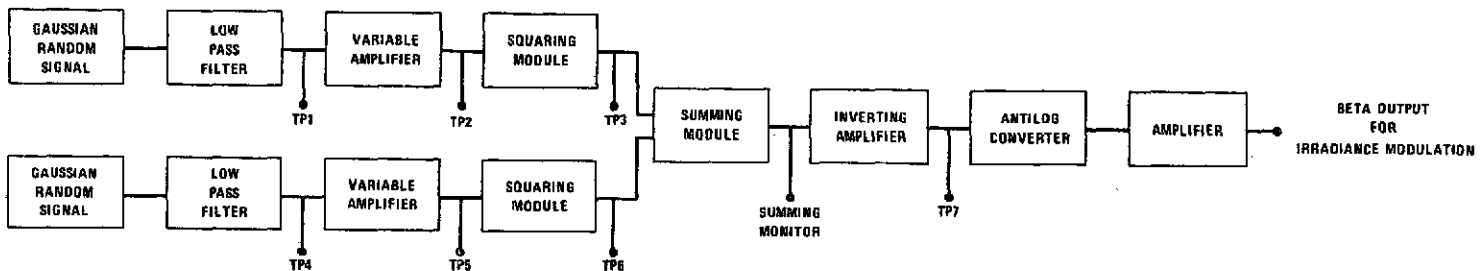 GAUSSIAN
RANDOM
SIGNAL
LOW
PASS
FILTER
VARIABLE
AMPLIFIER
SQUARING
MODULE
TP1
TP2
TP3
SUMMING
MODULE
INVERTING
AMPLIFIER
ANTILOG
CONVERTER
AMPLIFIER
BETA OUTPUT
FOR
IRRADIANCE MODULATION
GAUSSIAN
RANDOM
SIGNAL
LOW
PASS
FILTER
VARIABLE
AMPLIFIER
SQUARING
MODULE
SUMMING
MONITOR
TP7
TP4
TP5
TP6